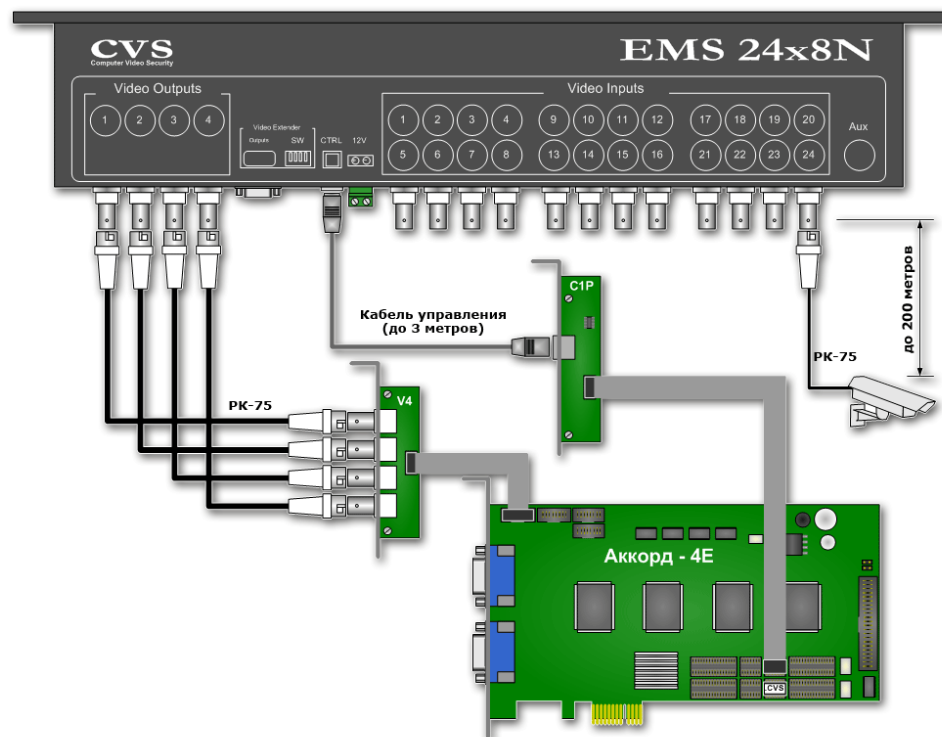 CVS
Computer Video Security
EMS 24x8N
Video Outputs
1 2 3 4
Video Extender
Outputs SW
CTRL 12V
Video Inputs
1 2 3 4 9 10 11 12 17 18 19 20
5 6 7 8 13 14 15 16 21 22 23 24
Aux
до 200 метров
C1P
Кабель управления
(до 3 метров)
РК-75
РК-75
V4
Аккорд - 4E
.CVS